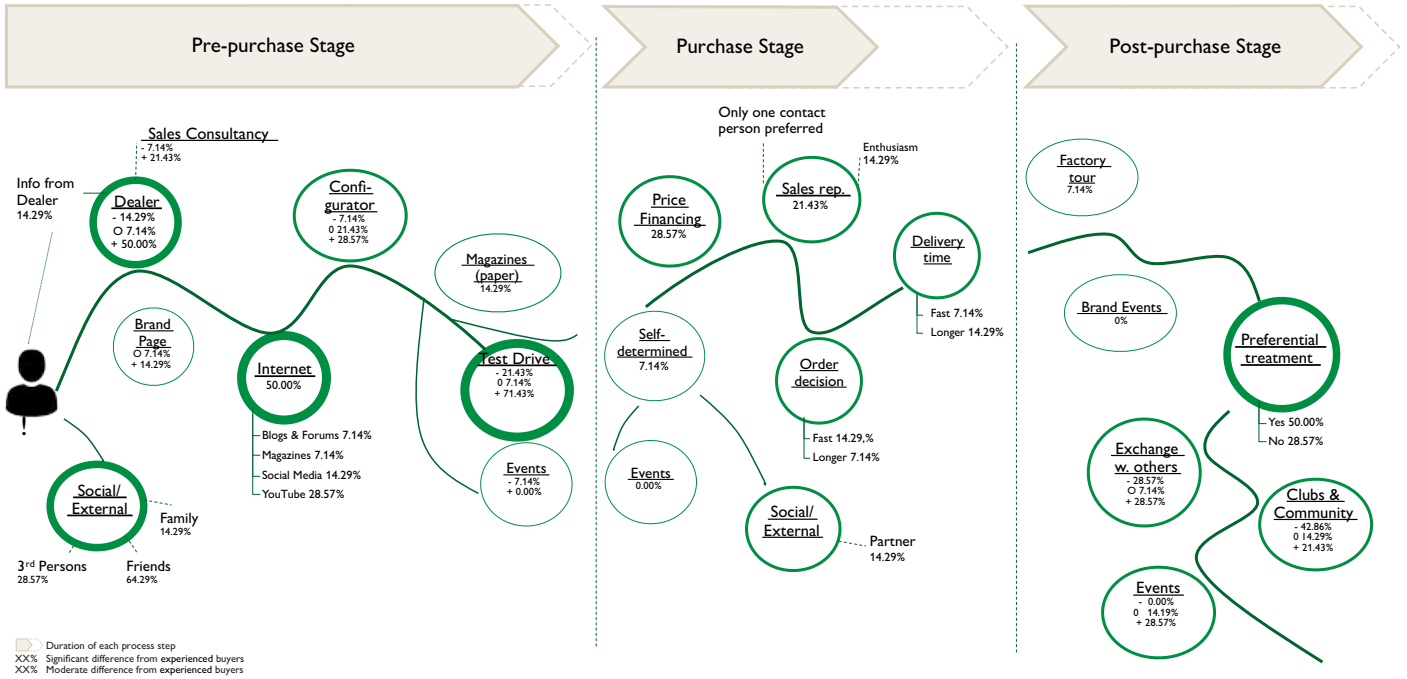 Pre-purchase Stage
Purchase Stage
Post-purchase Stage
Sales Consultancy
- 7.14%
+ 21.43%
Info from
Dealer
14.29%
Dealer
- 14.29%
O 7.14%
+ 50.00%
Confi-
gurator
- 7.14%
0 21.43%
+ 28.57%
Magazines
(paper)
14.29%
Brand
Page
O 7.14%
+ 14.29%
Internet
50.00%
Blogs & Forums 7.14%
Magazines 7.14%
Social Media 14.29%
YouTube 28.57%
Test Drive
- 21.43%
0 7.14%
+ 71.43%
Events
- 7.14%
+ 0.00%
Social/
External
Family
14.29%
3rd Persons
28.57%
Friends
64.29%
Only one contact
person preferred
Enthusiasm
14.29%
Price
Financing
28.57%
Sales rep.
21.43%
Delivery
time
Fast 7.14%
Longer 14.29%
Self-
determined
7.14%
Order
decision
Fast 14.29,%
Longer 7.14%
Events
0.00%
Social/
External
Partner
14.29%
Factory
tour
7.14%
Brand Events
0%
Preferential
treatment
Yes 50.00%
No 28.57%
Exchange
w. others
- 28.57%
O 7.14%
+ 28.57%
Clubs &
Community
- 42.86%
0 14.29%
+ 21.43%
Events
- 0.00%
0 14.19%
+ 28.57%
Duration of each process step
XX% Significant difference from experienced buyers
XX% Moderate difference from experienced buyers